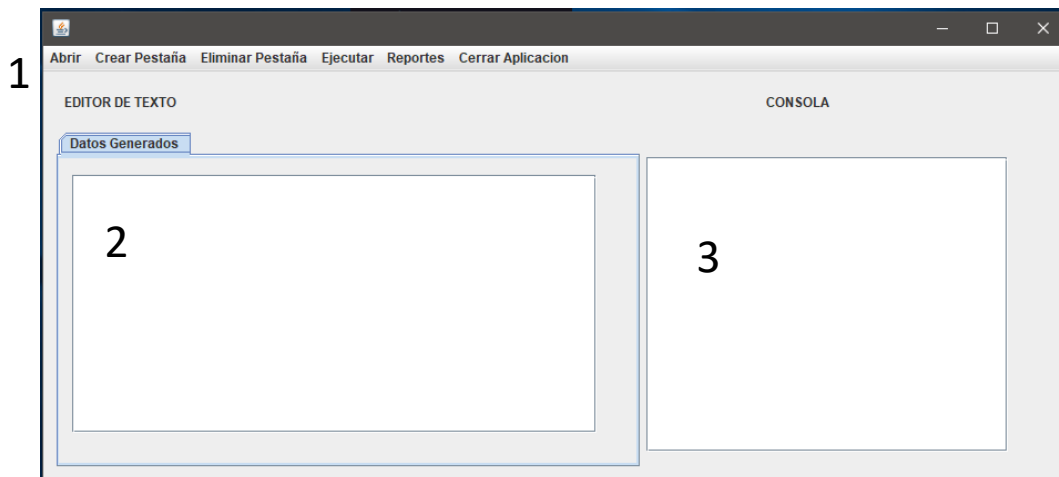 1
Abrir Crear Pestaña Eliminar Pestaña Ejecutar Reportes Cerrar Aplicacion
EDITOR DE TEXTO CONSOLA
Datos Generados
2
3